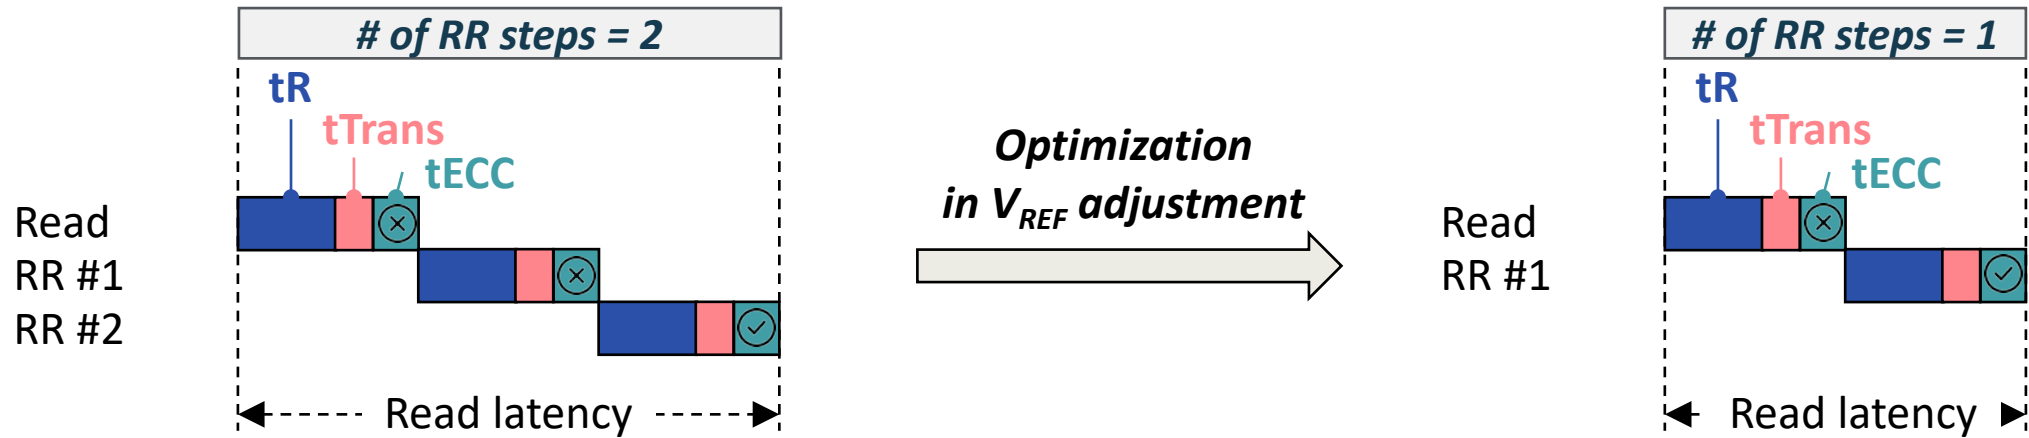 # of RR steps = 2
tR
tTrans
tECC
Read
RR #1
RR #2
Read latency
Optimization
in VREF adjustment
# of RR steps = 1
tR
tTrans
tECC
Read
RR #1
Read latency